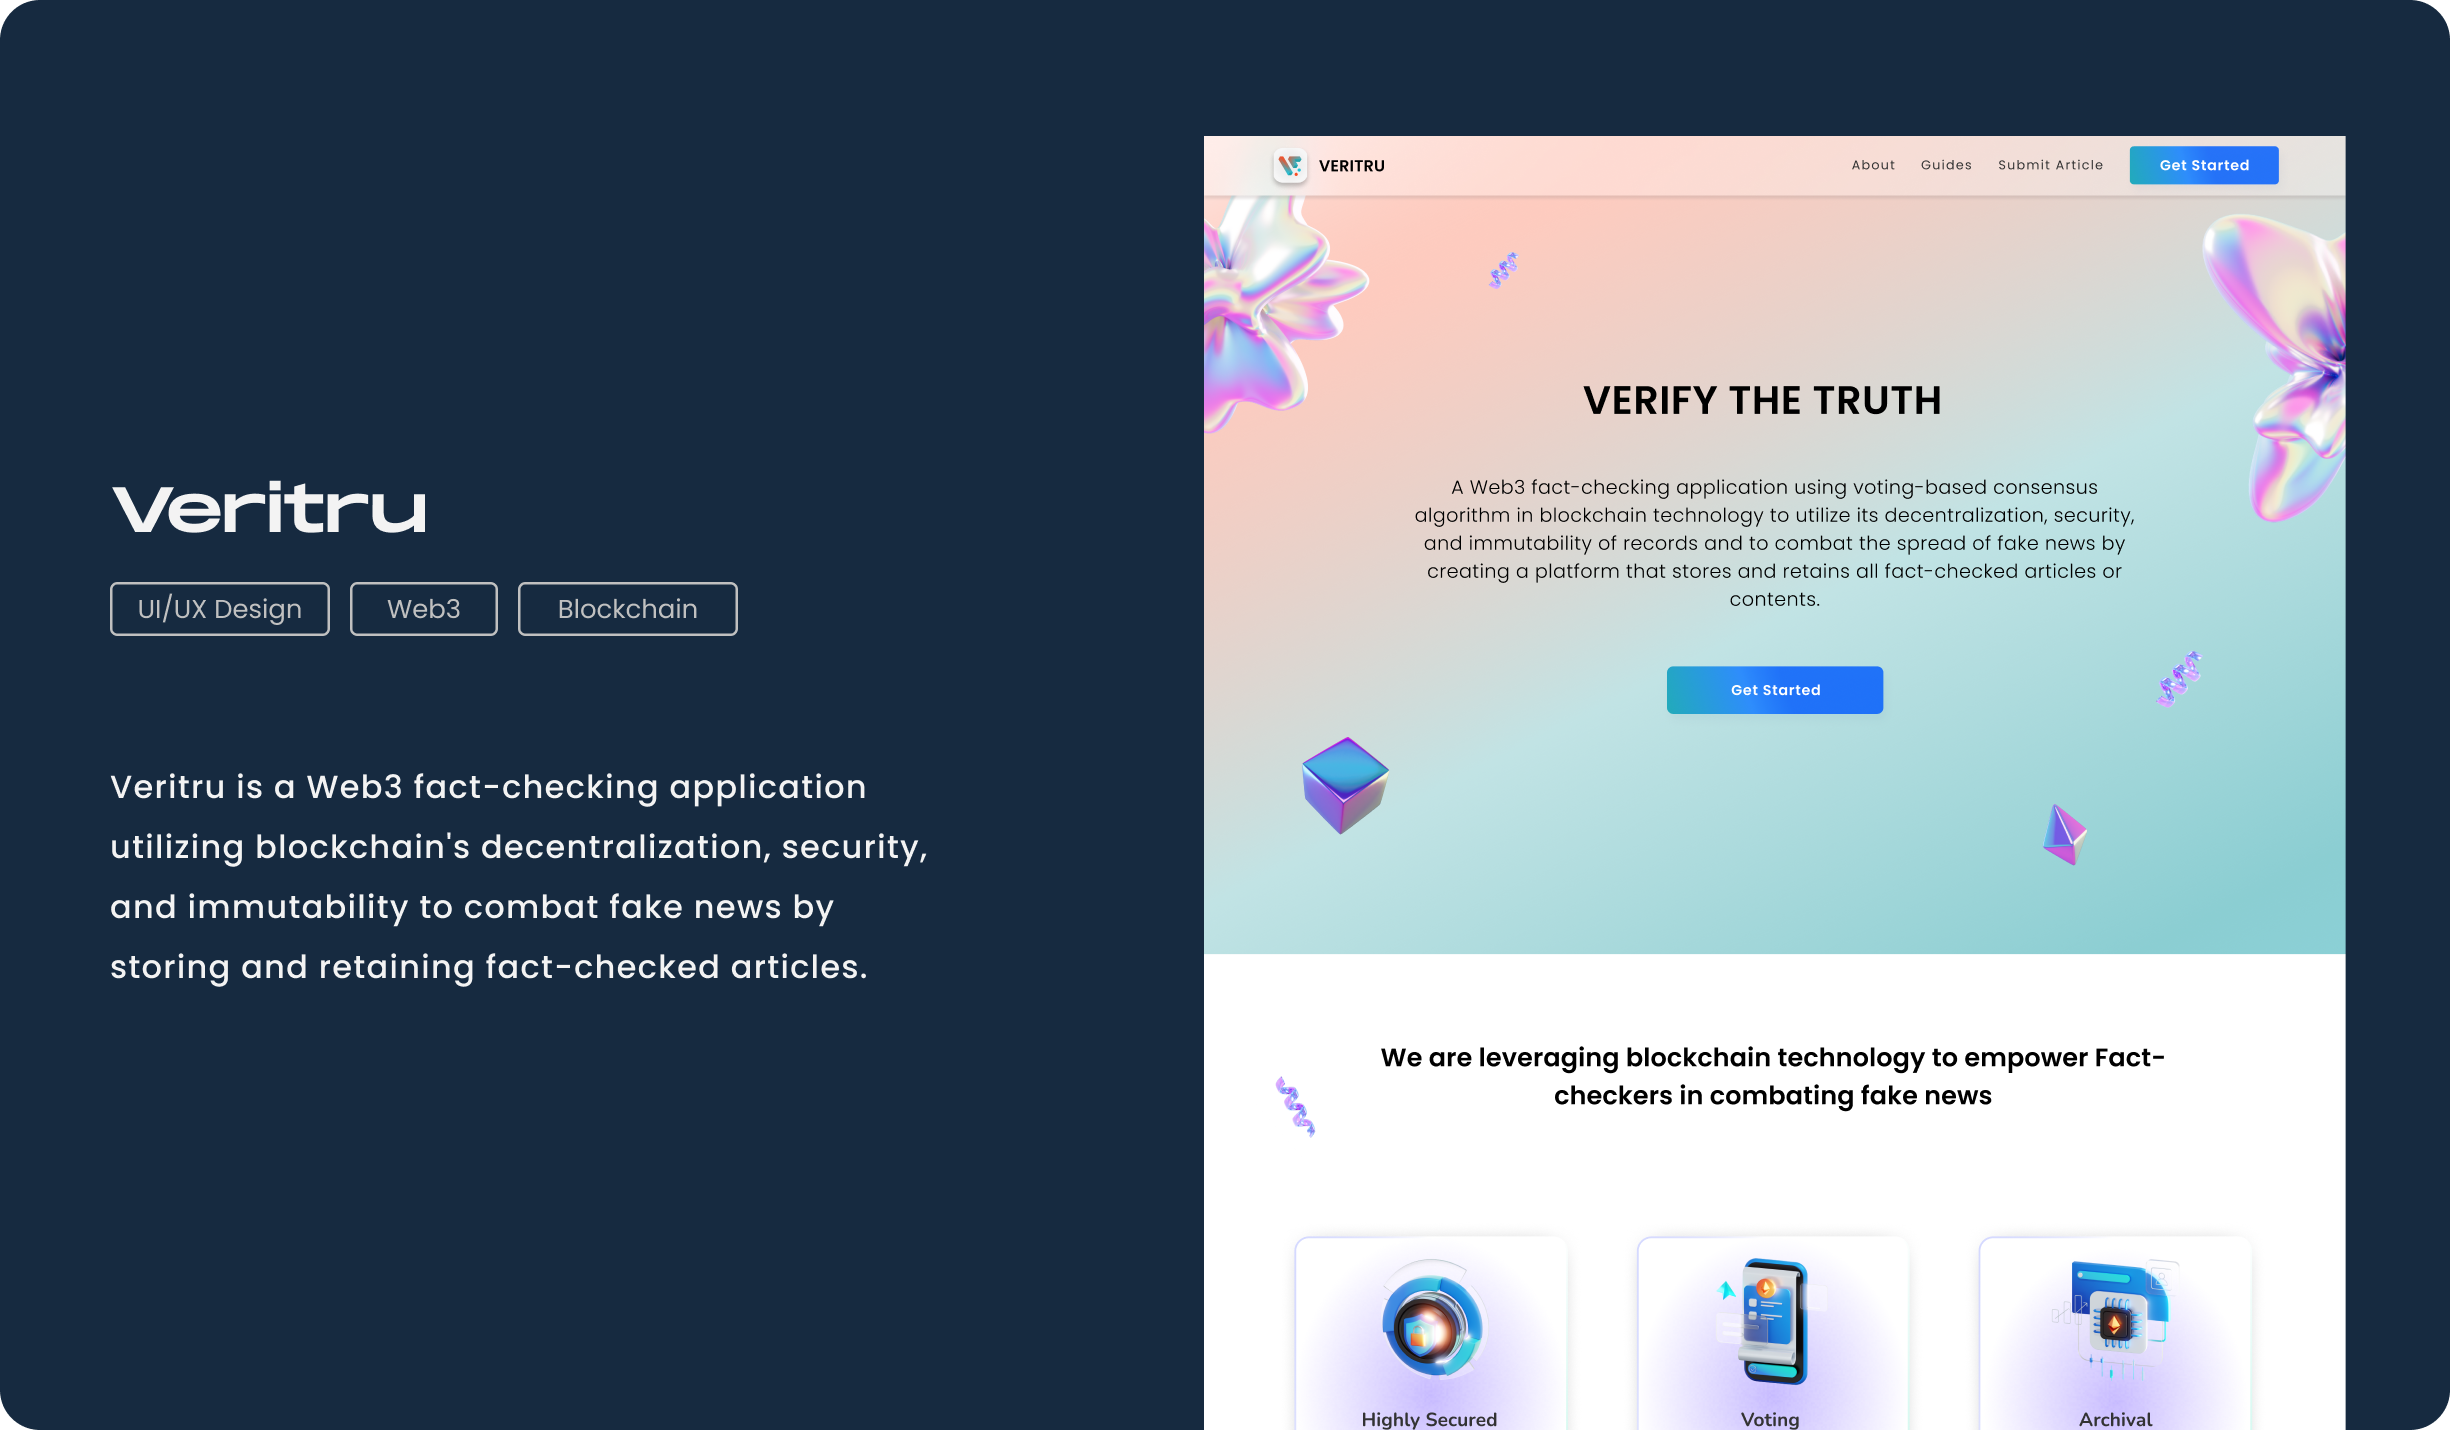 Veritru
UI/UX Design
Web3
Blockchain
Veritru is a Web3 fact-checking application
utilizing blockchain's decentralization, security,
and immutability to combat fake news by
storing and retaining fact-checked articles.
VERITRU
About
Guides
Submit Article
Get Started
VERIFY THE TRUTH
A Web3 fact-checking application using voting-based consensus
algorithm in blockchain technology to utilize its decentralization, security,
and immutability of records and to combat the spread of fake news by
creating a platform that stores and retains all fact-checked articles or
contents.
Get Started
We are leveraging blockchain technology to empower Fact-
checkers in combating fake news
Highly Secured
Voting
Archival